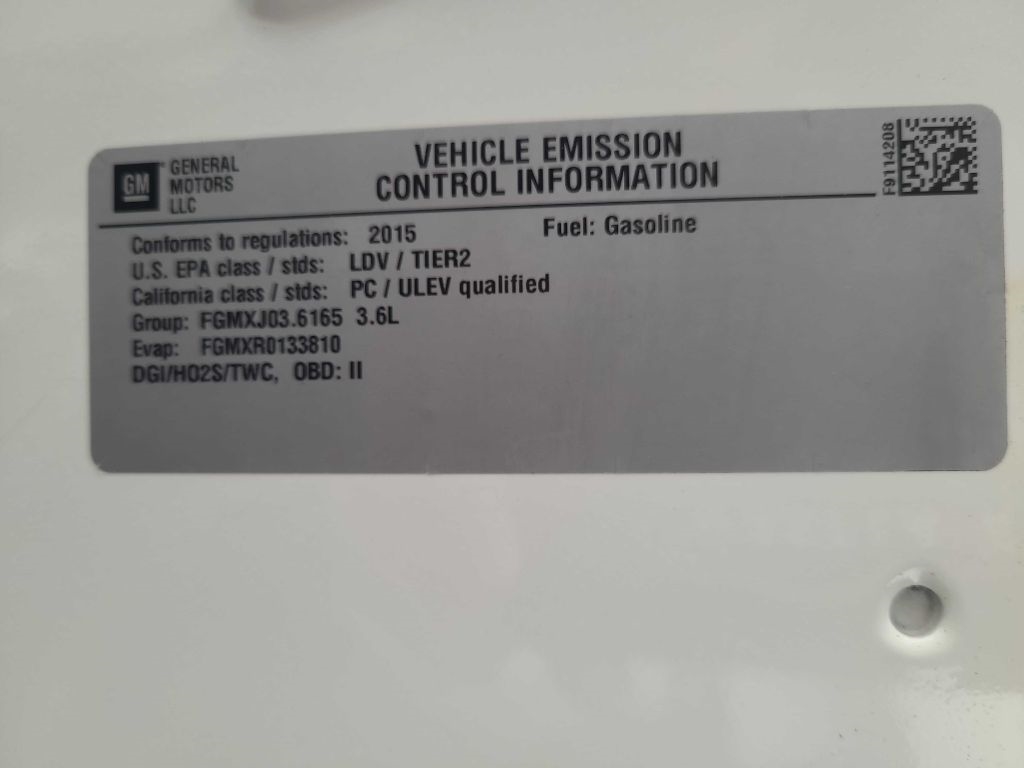 GM
GENERAL
MOTORS
LLC
VEHICLE EMISSION
CONTROL INFORMATION
F9114208
Conforms to regulations: 2015 Fuel: Gasoline
U.S. EPA class / stds: LDV / TIER2
California class / stds: PC / ULEV qualified
Group: FGMXJ03.6165 3.6L
Evap: FGMXR0133810
DGI/HO2S/TWC, OBD: II